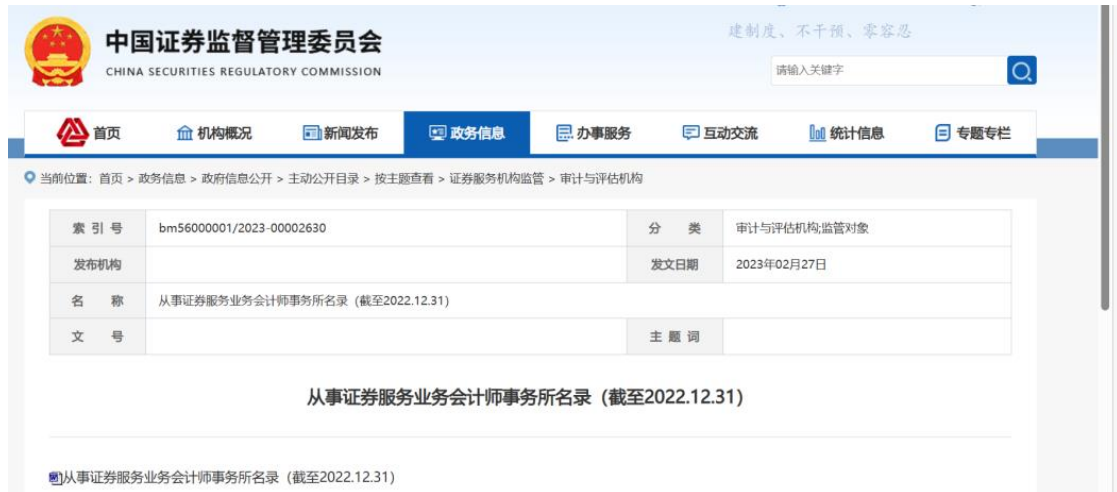 建制度、不干预、零容忍
中国证券监督管理委员会
CHINA SECURITIES REGULATORY COMMISSION
请输入关键字
首页 机构概况 新闻发布 政务信息 办事服务 互动交流 统计信息 专题专栏
当前位置：首页 > 政务信息 > 政府信息公开 > 主动公开目录 > 按主题查看 > 证券服务机构监管 > 审计与评估机构
索 引 号 bm56000001/2023-00002630 分 类 审计与评估机构;监管对象
发布机构 发文日期 2023年02月27日
名 称 从事证券服务业务会计师事务所名录（截至2022.12.31）
文 号 主 题 词
从事证券服务业务会计师事务所名录（截至2022.12.31）
从事证券服务业务会计师事务所名录（截至2022.12.31）